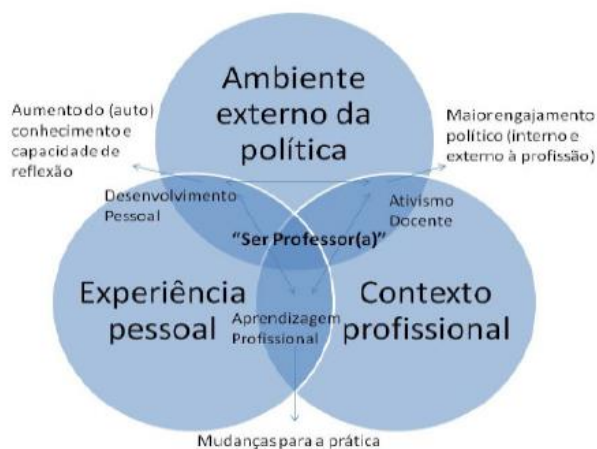 Ambiente
externo da
política
Aumento do (auto)
conhecimento e
capacidade de
reflexão
Maior engajamento
político (interno e
externo à profissão)
Desenvolvimento
Pessoal
Ativismo
Docente
"Ser Professor(a)"
Experiência
pessoal
Contexto
profissional
Aprendizagem
Profissional
Mudanças para a prática